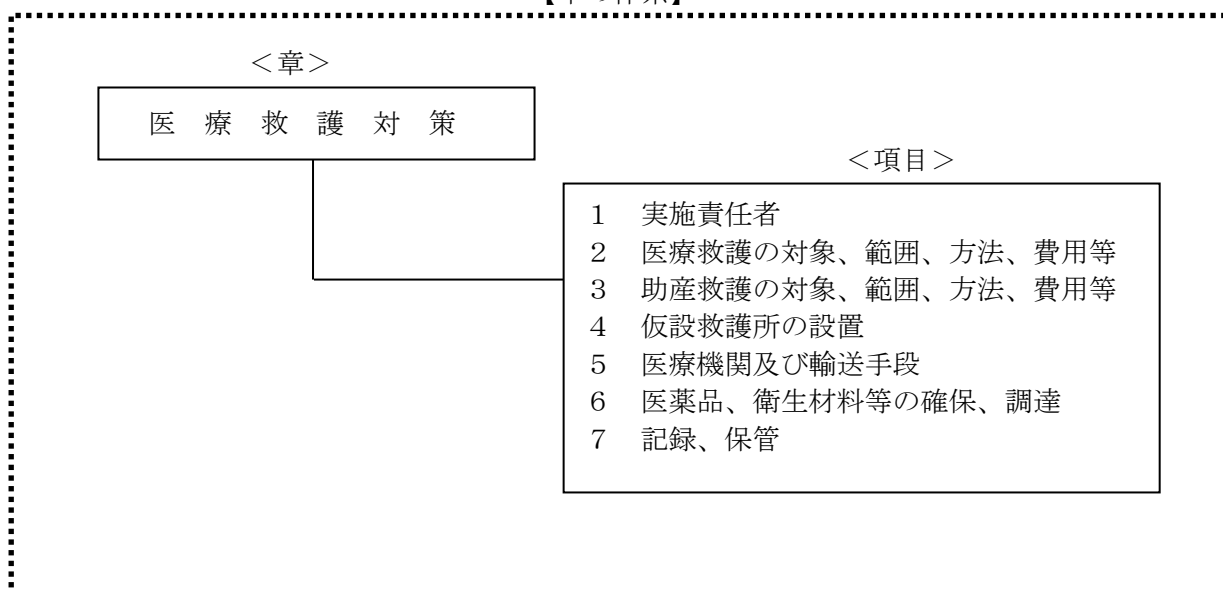 ＜章＞
医 療 救 護 対 策
＜項目＞
１ 実施責任者
２ 医療救護の対象、範囲、方法、費用等
３ 助産救護の対象、範囲、方法、費用等
４ 仮設救護所の設置
５ 医療機関及び輸送手段
６ 医薬品、衛生材料等の確保、調達
７ 記録、保管